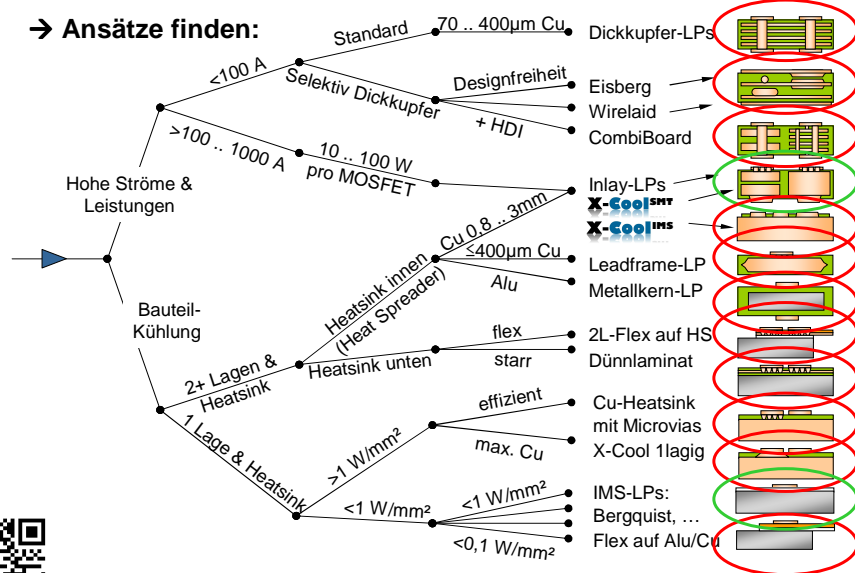 → Ansätze finden:
Standard
70 .. 400µm Cu
Dickkupfer-LPs
<100 A
Selektiv Dickkupfer
Designfreiheit
Eisberg
Wirelaid
+ HDI
CombiBoard
>100 .. 1000 A
10 .. 100 W
pro MOSFET
Hohe Ströme &
Leistungen
Inlay-LPs
X-Cool SMT
X-Cool IMS
Cu 0,8 .. 3mm
≤400µm Cu
Leadframe-LP
Alu
Metallkern-LP
Heatsink innen
(Heat Spreader)
Bauteil-
Kühlung
2+ Lagen &
Heatsink
Heatsink unten
flex
2L-Flex auf HS
starr
Dünnlaminat
1 Lage & Heatsink
>1 W/mm²
effizient
Cu-Heatsink
mit Microvias
max. Cu
X-Cool 1lagig
<1 W/mm²
<1 W/mm²
IMS-LPs:
Bergquist, …
<0,1 W/mm²
Flex auf Alu/Cu